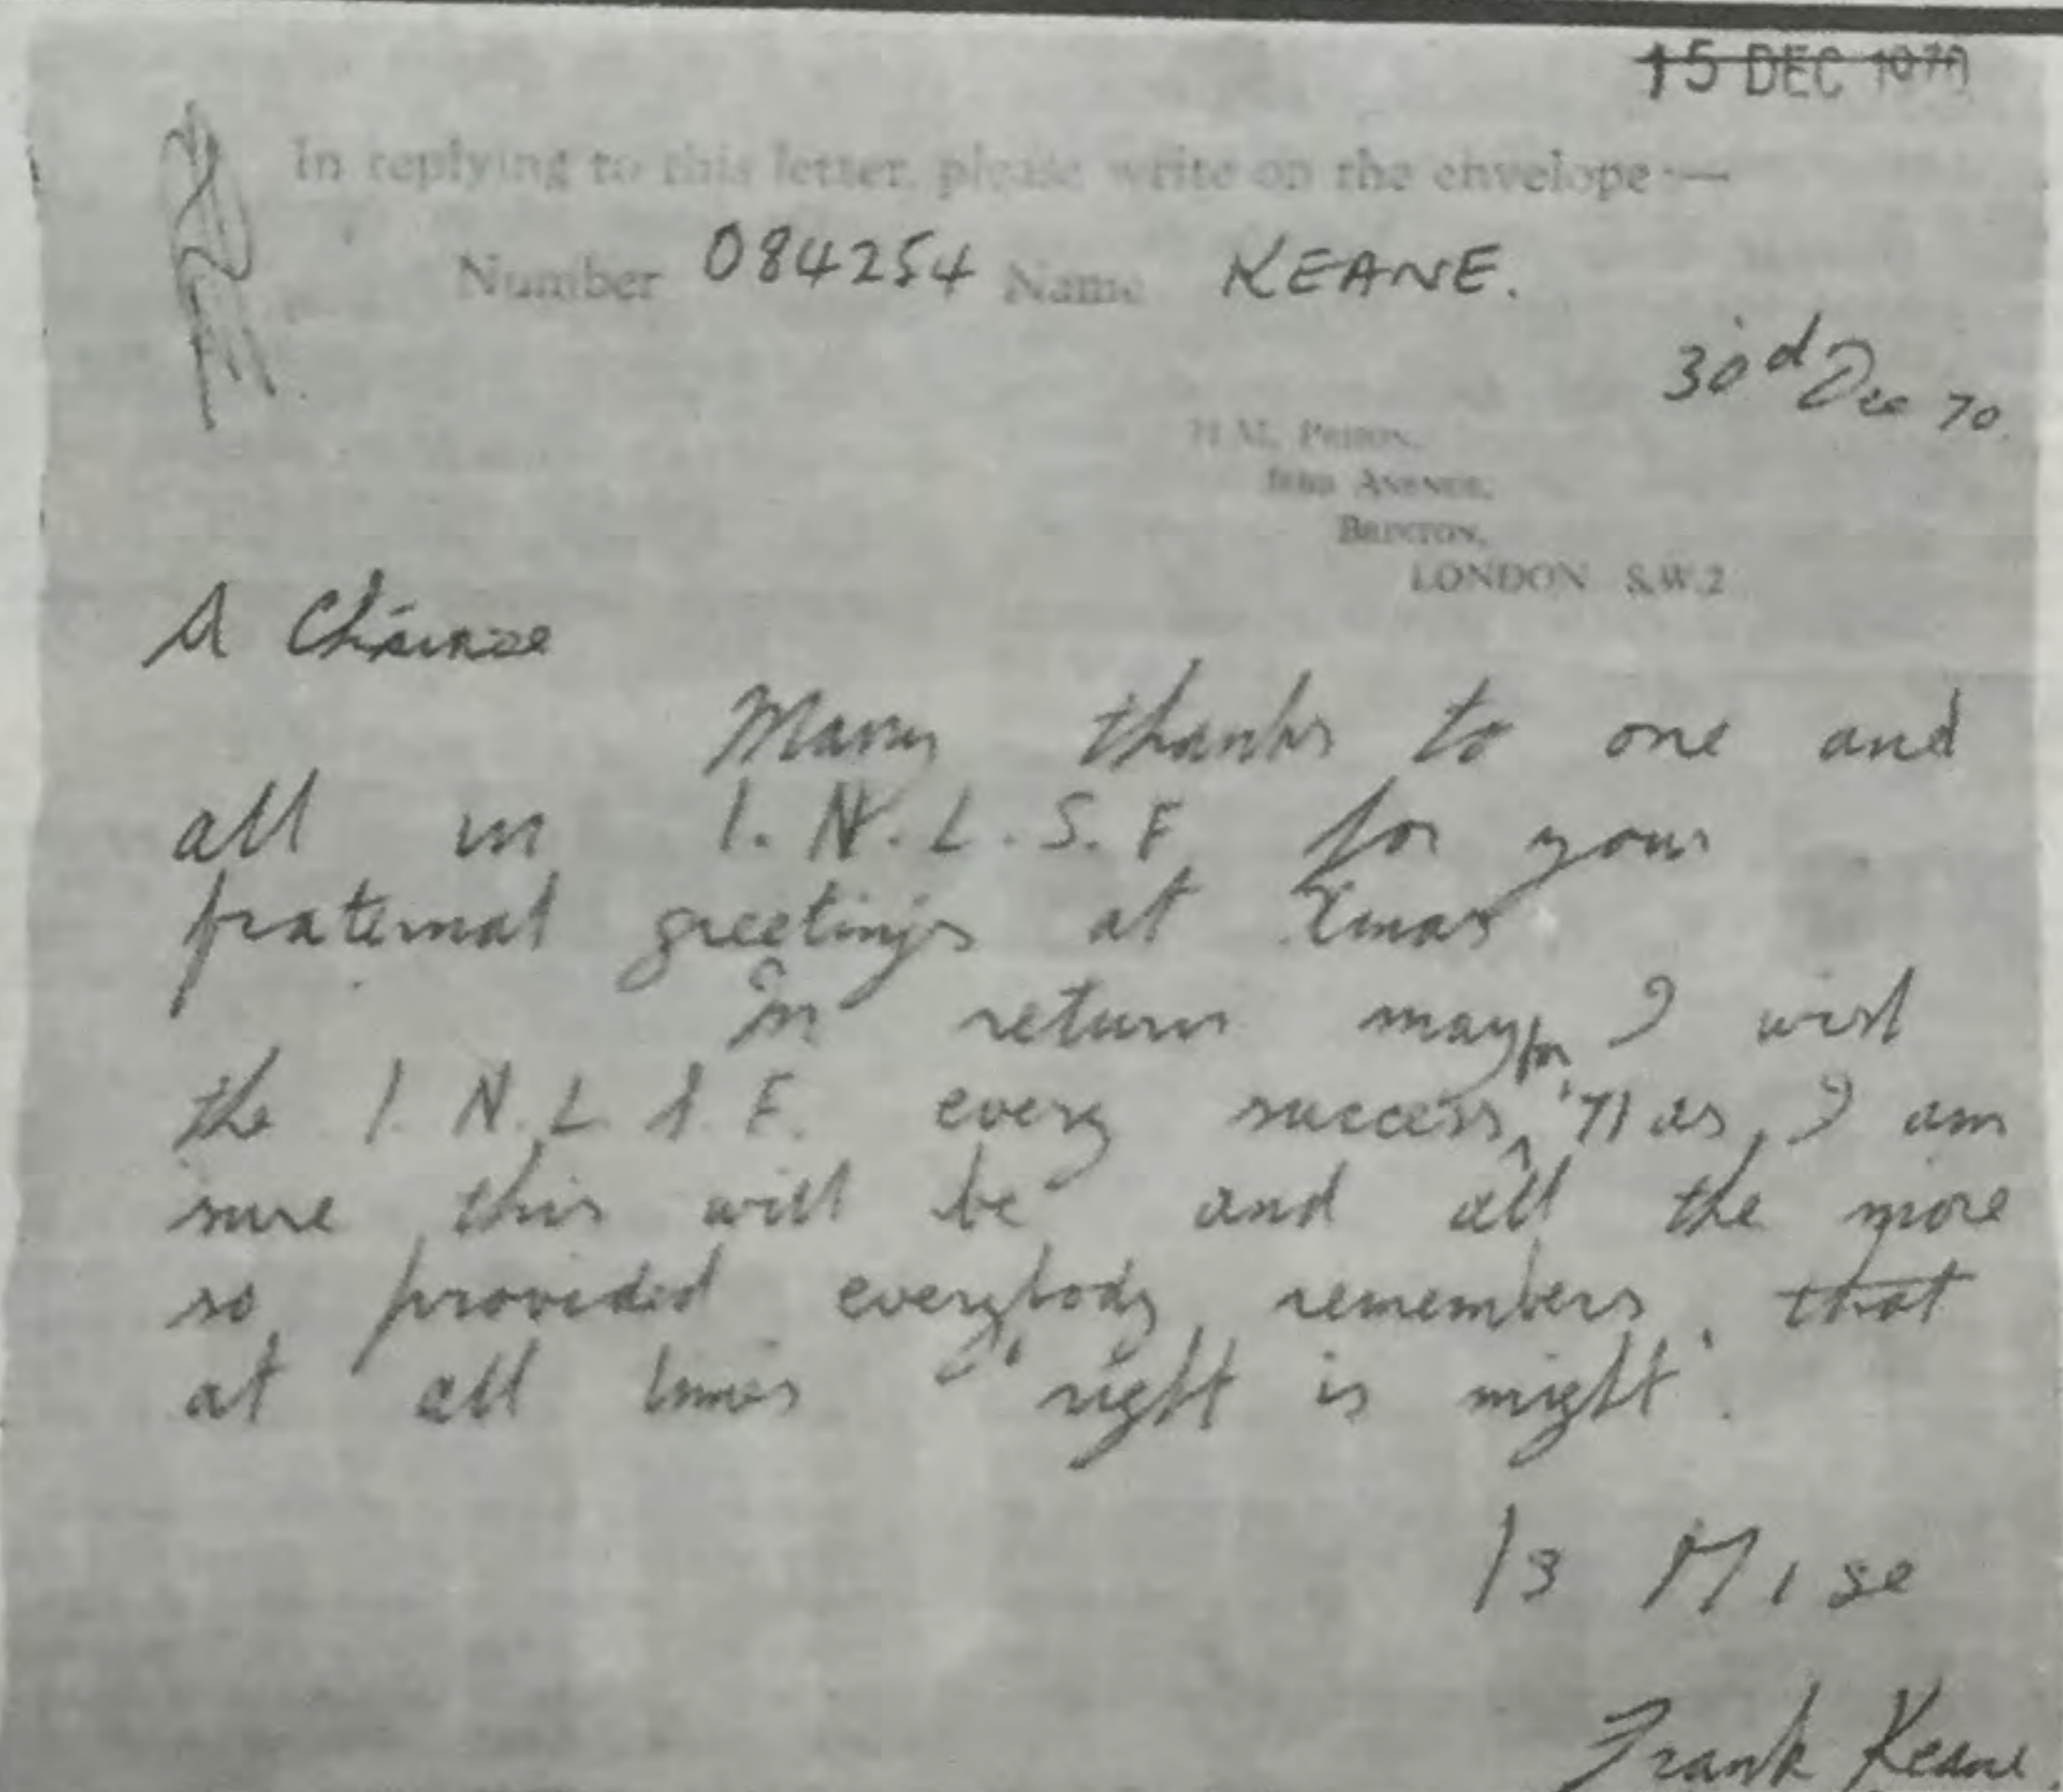 15 DEC 1970
In replying to this letter, please write on the envelope:—
Number 084254 Name KEANE.
30d Dec 70.
H.M. PRISON,
JEBB AVENUE,
BRIXTON,
LONDON S.W.2
A Cháirde
Many thanks to one and
all in I.N.L.S.F for your
fraternal greetings at Xmas
In return may I wish
the I.N.L.S.F. every success for '71 as, I am
sure this will be and all the more
so provided everybody remembers, that
at all times "right is might".
Is Mise
Frank Keane